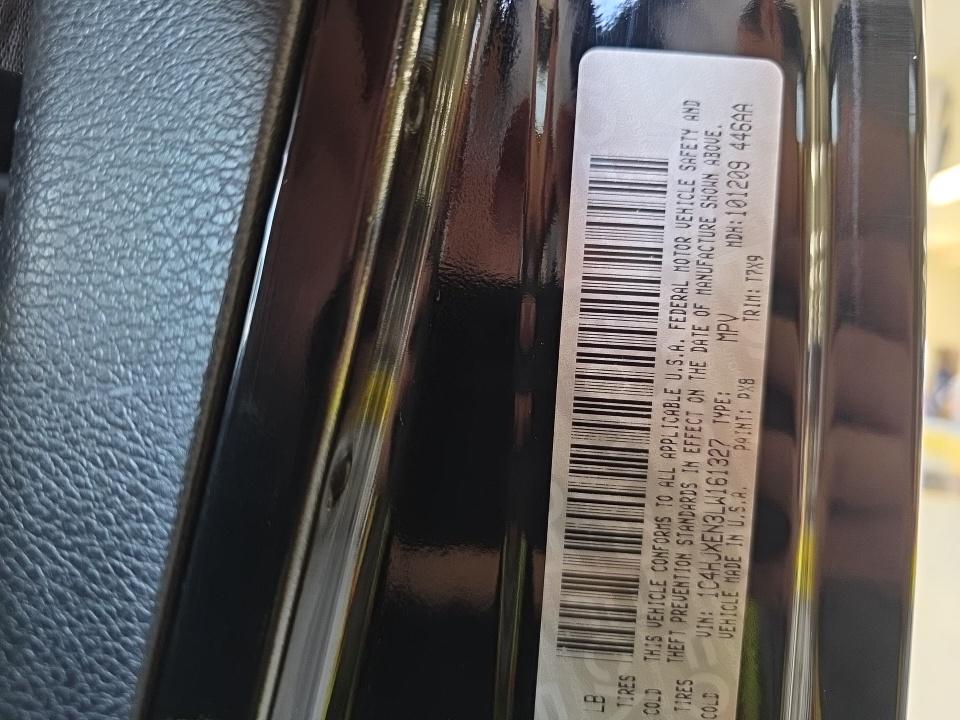 LB
TIRES
COLD THIS VEHICLE CONFORMS TO ALL APPLICABLE U.S.A. FEDERAL MOTOR VEHICLE SAFETY AND
TIRES THEFT PREVENTION STANDARDS IN EFFECT ON THE DATE OF MANUFACTURE SHOWN ABOVE.
COLD VIN: 1C4HJXEN3LW161327 TYPE: MPV MDH:101209 446AA
VEHICLE MADE IN U.S.A. PAINT: PX8 TRIM: T7X9